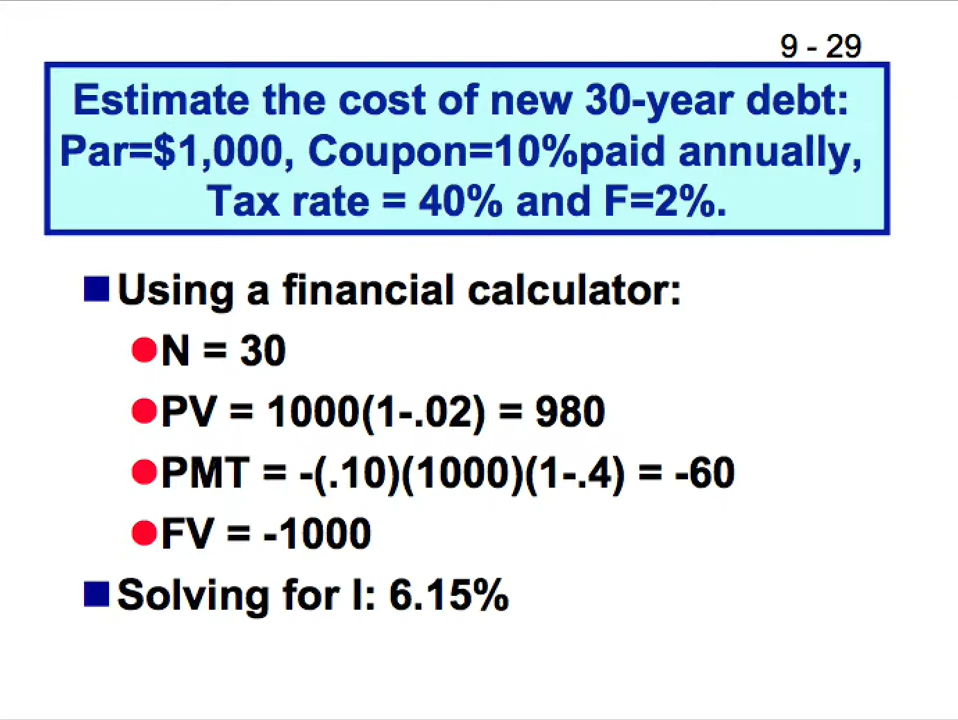 9 - 29
Estimate the cost of new 30-year debt:
Par=$1,000, Coupon=10%paid annually,
Tax rate = 40% and F=2%.
Using a financial calculator:
N = 30
PV = 1000(1-.02) = 980
PMT = -(.10)(1000)(1-.4) = -60
FV = -1000
Solving for I: 6.15%